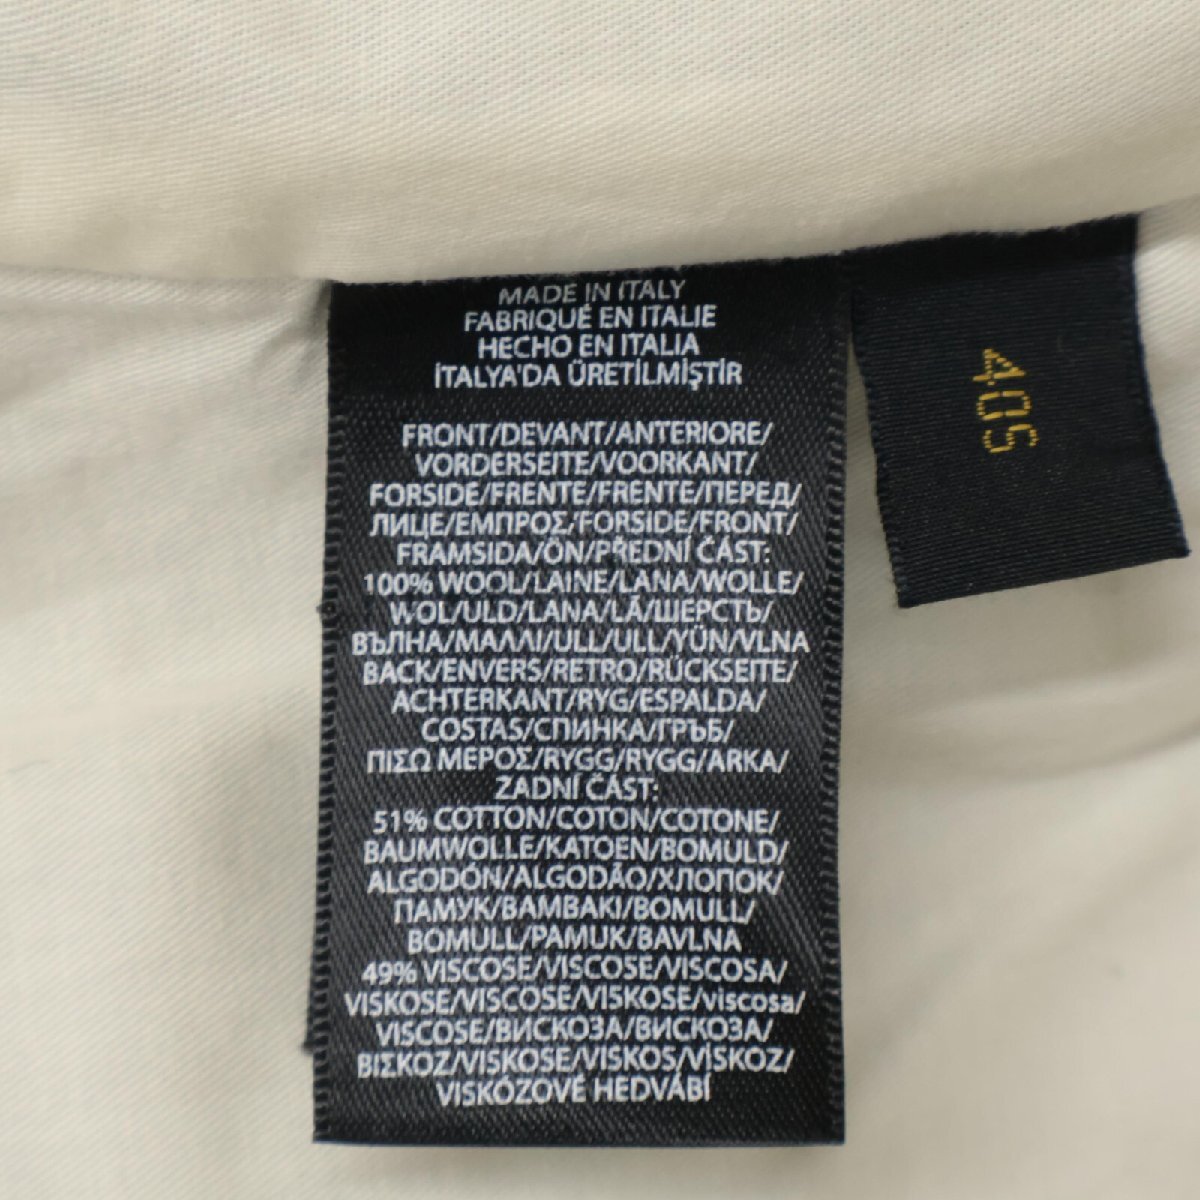 MADE IN ITALY
FABRIQUÉ EN ITALIE
HECHO EN ITALIA
İTALYA'DA ÜRETİLMİŞTİR
FRONT/DEVANT/ANTERIORE/
VORDERSEITE/VOORKANT/
FORSIDE/FRENTE/FRENTE/ПЕРЕД/
ЛИЦЕ/ΕΜΠΡΟΣ/FORSIDE/FRONT/
FRAMSIDA/ÖN/PŘEDNÍ ČÁST:
100% WOOL/LAINE/LANA/WOLLE/
WOL/ULD/LANA/LÃ/ШЕРСТЬ/
ВЪЛНА/ΜΑΛΛΙ/ULL/ULL/YÜN/VLNA
BACK/ENVERS/RETRO/RÜCKSEITE/
ACHTERKANT/RYG/ESPALDA/
COSTAS/СПИНКА/ГРЪБ/
ΠΙΣΩ ΜΕΡΟΣ/RYGG/RYGG/ARKA/
ZADNÍ ČÁST:
51% COTTON/COTON/COTONE/
BAUMWOLLE/KATOEN/BOMULD/
ALGODÓN/ALGODÃO/ХЛОПОК/
ПАМУК/ΒΑΜΒΑΚΙ/BOMULL/
BOMULL/PAMUK/BAVLNA
49% VISCOSE/VISCOSE/VISCOSA/
VISKOSE/VISCOSE/VISKOSE/viscosa/
VISCOSE/ВИСКОЗА/ВИСКОЗА/
ΒΙΣΚΟΖ/VISKOSE/VISKOS/VİSKOZ/
VISKÓZOVÉ HEDVÁBÍ
40S